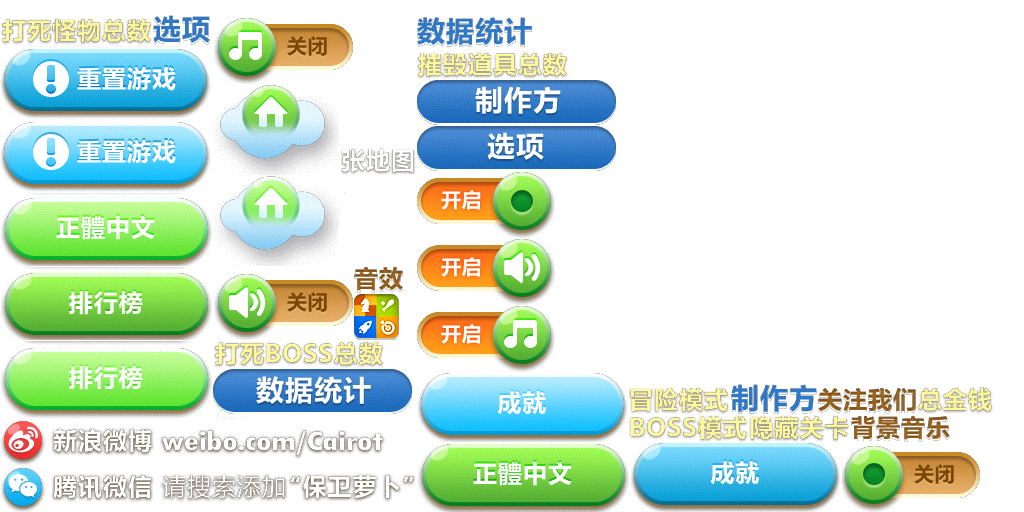 打死怪物总数
选项
重置游戏
重置游戏
正體中文
排行榜
排行榜
新浪微博 weibo.com/Cairot
腾讯微信 请搜索添加“保卫萝卜”
关闭
张地图
关闭
音效
打死BOSS总数
数据统计
数据统计
摧毁道具总数
制作方
选项
开启
开启
开启
成就
正體中文
冒险模式
制作方
关注我们
总金钱
BOSS模式
隐藏关卡
背景音乐
成就
关闭